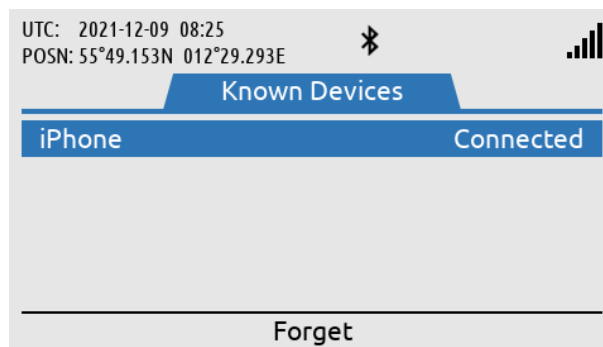 UTC: 2021-12-09 08:25
POSN: 55°49.153N 012°29.293E
Known Devices
iPhone Connected
Forget